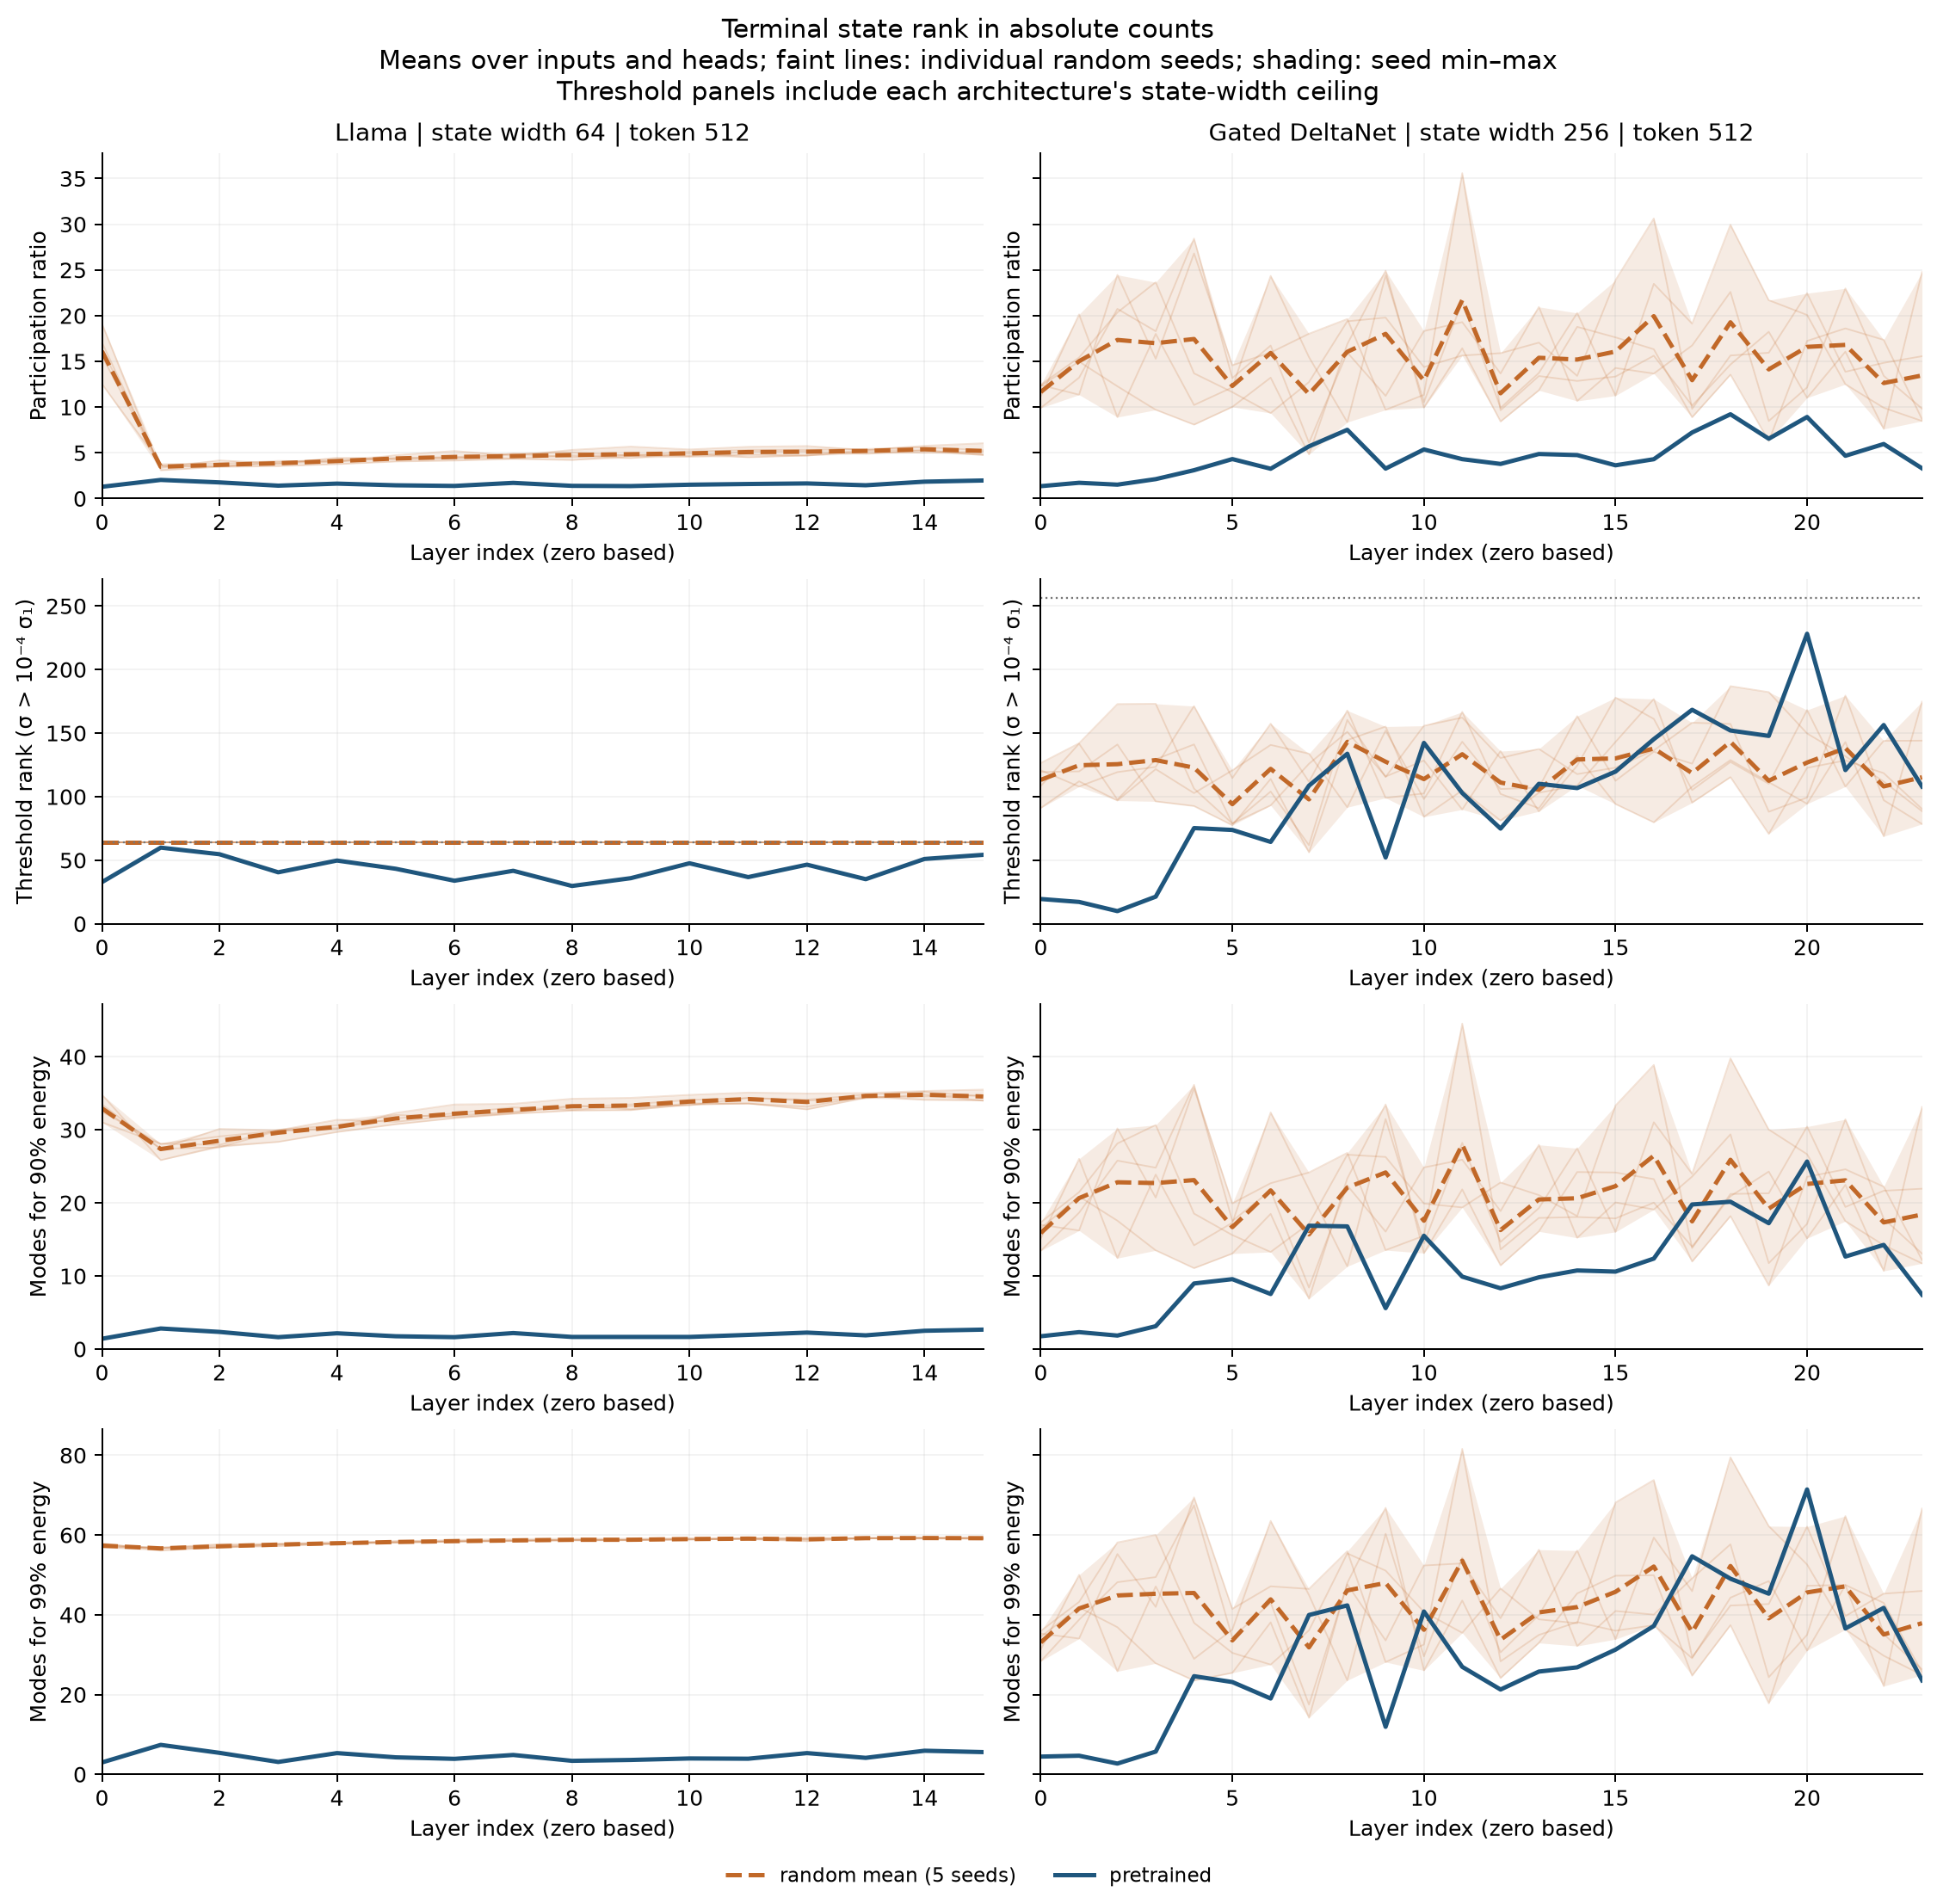 Terminal state rank in absolute counts
Means over inputs and heads; faint lines: individual random seeds; shading: seed min–max
Threshold panels include each architecture's state-width ceiling
Llama | state width 64 | token 512
Gated DeltaNet | state width 256 | token 512
Participation ratio
35
30
25
20
15
10
5
0
0 2 4 6 8 10 12 14
Layer index (zero based)
Participation ratio
0 5 10 15 20
Layer index (zero based)
Threshold rank (σ > 10⁻⁴ σ₁)
250
200
150
100
50
0
0 2 4 6 8 10 12 14
Layer index (zero based)
Threshold rank (σ > 10⁻⁴ σ₁)
0 5 10 15 20
Layer index (zero based)
Modes for 90% energy
40
30
20
10
0
0 2 4 6 8 10 12 14
Layer index (zero based)
Modes for 90% energy
0 5 10 15 20
Layer index (zero based)
Modes for 99% energy
80
60
40
20
0
0 2 4 6 8 10 12 14
Layer index (zero based)
Modes for 99% energy
0 5 10 15 20
Layer index (zero based)
random mean (5 seeds)
pretrained